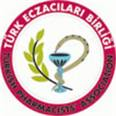 TÜRK ECZACILARI BİRLİĞİ
TURKISH PHARMACISTS' ASSOCIATION